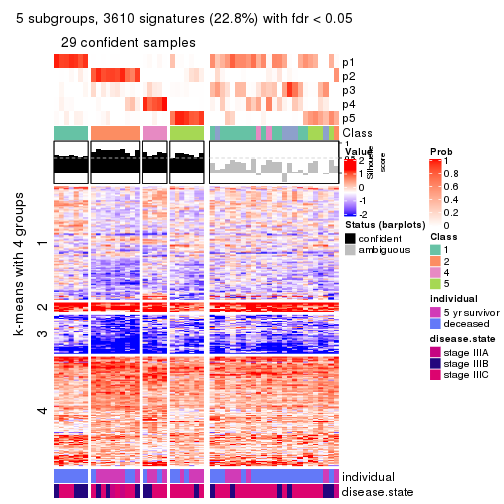 5 subgroups, 3610 signatures (22.8%) with fdr < 0.05
29 confident samples
p1
p2
p3
p4
p5
Class
1
Silhouette
score
Value
2
1
0
-1
-2
Status (barplots)
confident
ambiguous
Prob
1
0.8
0.6
0.4
0.2
0
Class
1
2
4
5
individual
5 yr survivor
deceased
disease.state
stage IIIA
stage IIIB
stage IIIC
k-means with 4 groups
1
2
3
4
individual
disease.state